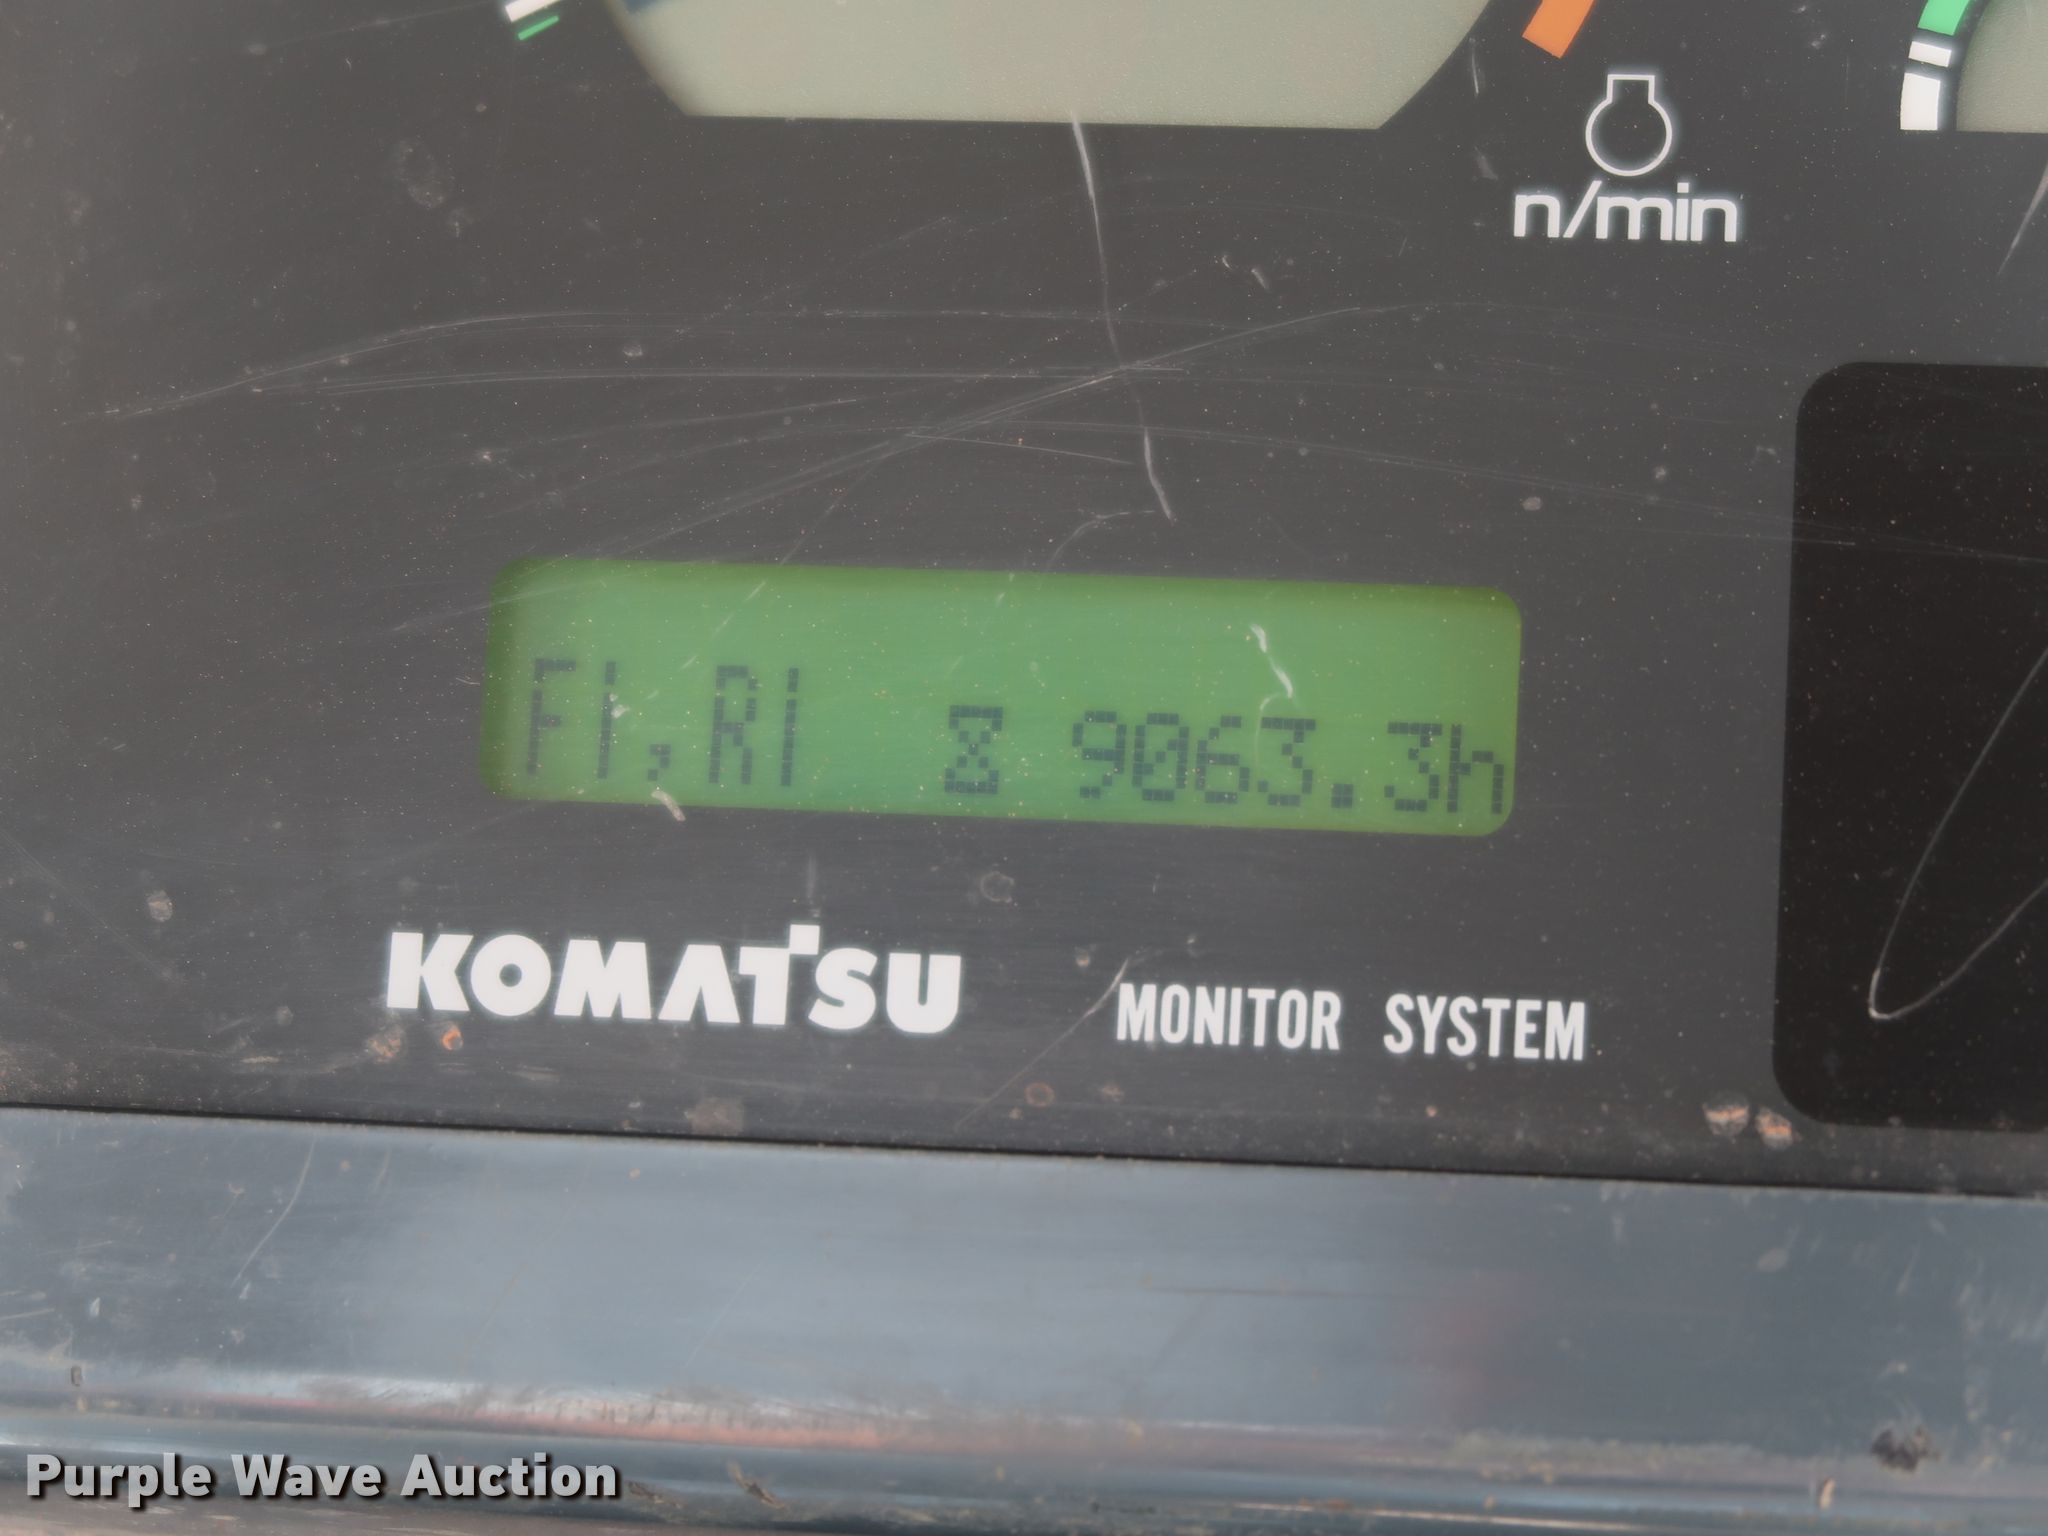 n/min
F1,R1 9063.3h
KOMATSU MONITOR SYSTEM
Purple Wave Auction